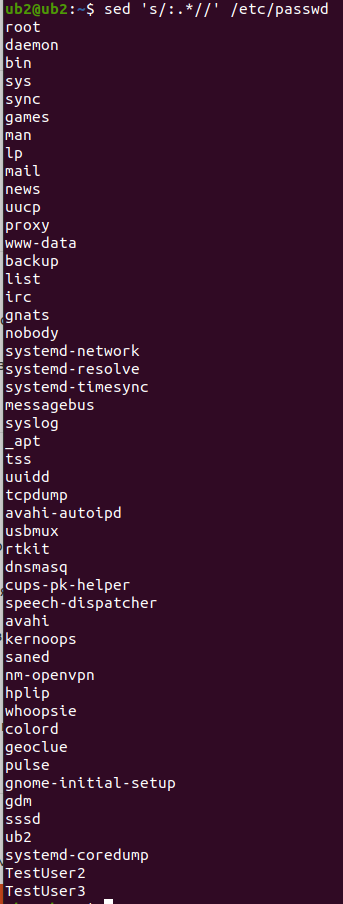 ub2@ub2:~$ sed 's/:.*//' /etc/passwd
root
daemon
bin
sys
sync
games
man
lp
mail
news
uucp
proxy
www-data
backup
list
irc
gnats
nobody
systemd-network
systemd-resolve
systemd-timesync
messagebus
syslog
_apt
tss
uuidd
tcpdump
avahi-autoipd
usbmux
rtkit
dnsmasq
cups-pk-helper
speech-dispatcher
avahi
kernoops
saned
nm-openvpn
hplip
whoopsie
colord
geoclue
pulse
gnome-initial-setup
gdm
sssd
ub2
systemd-coredump
TestUser2
TestUser3